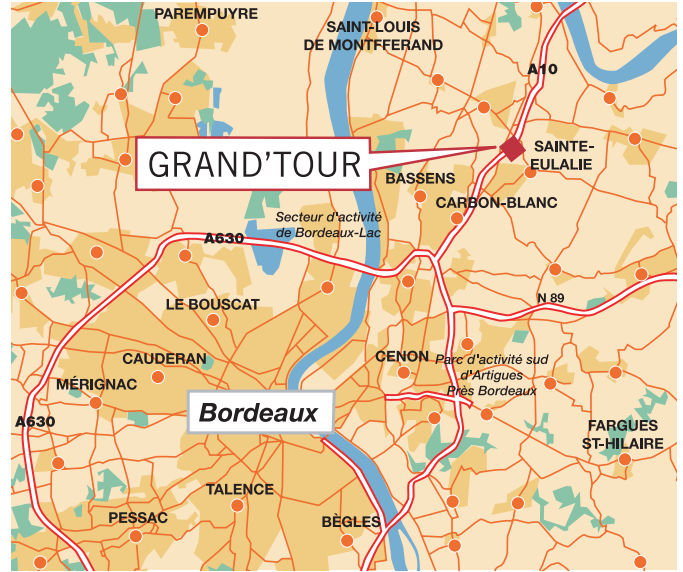 PAREMPUYRE
SAINT-LOUIS
DE MONTFFERAND
A10
GRAND'TOUR
SAINTE-
EULALIE
BASSENS
CARBON-BLANC
Secteur d'activité
de Bordeaux-Lac
A630
N 89
LE BOUSCAT
CAUDERAN
CENON
Parc d'activité sud
d'Artigues
Près Bordeaux
MÉRIGNAC
A630
Bordeaux
FARGUES
ST-HILAIRE
TALENCE
PESSAC
BÈGLES